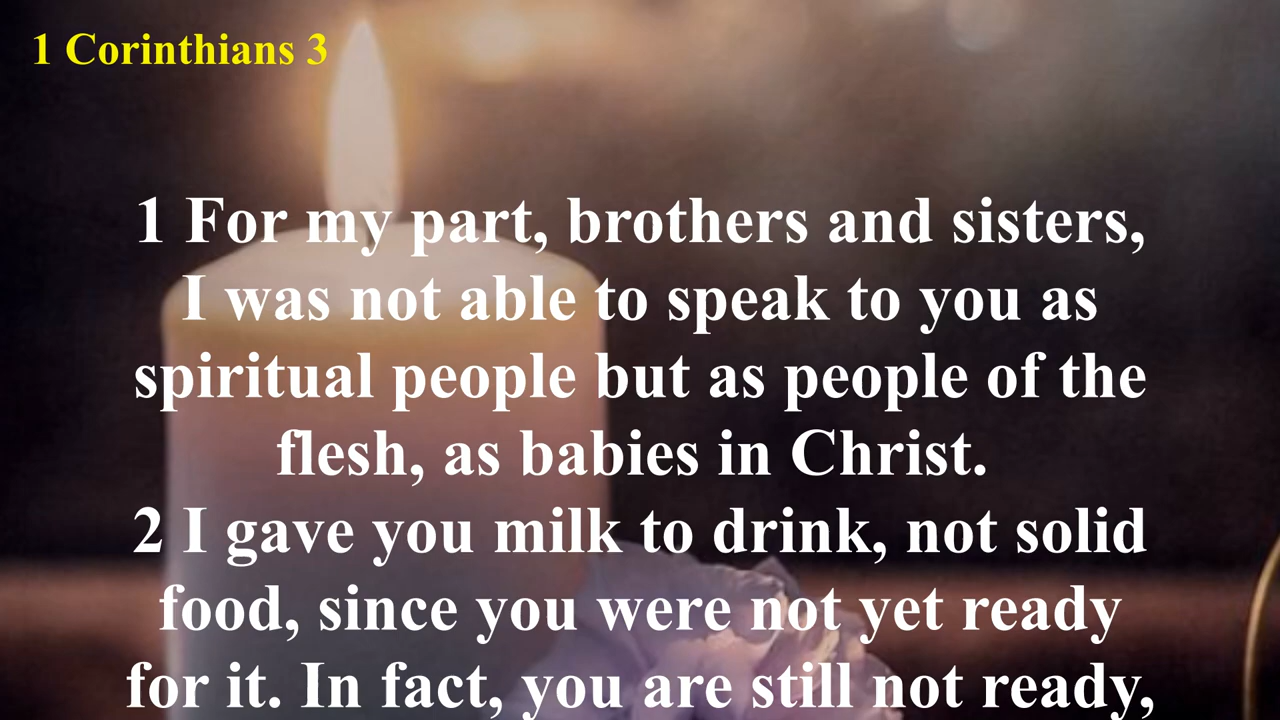 1 Corinthians 3
1 For my part, brothers and sisters,
I was not able to speak to you as
spiritual people but as people of the
flesh, as babies in Christ.
2 I gave you milk to drink, not solid
food, since you were not yet ready
for it. In fact, you are still not ready,